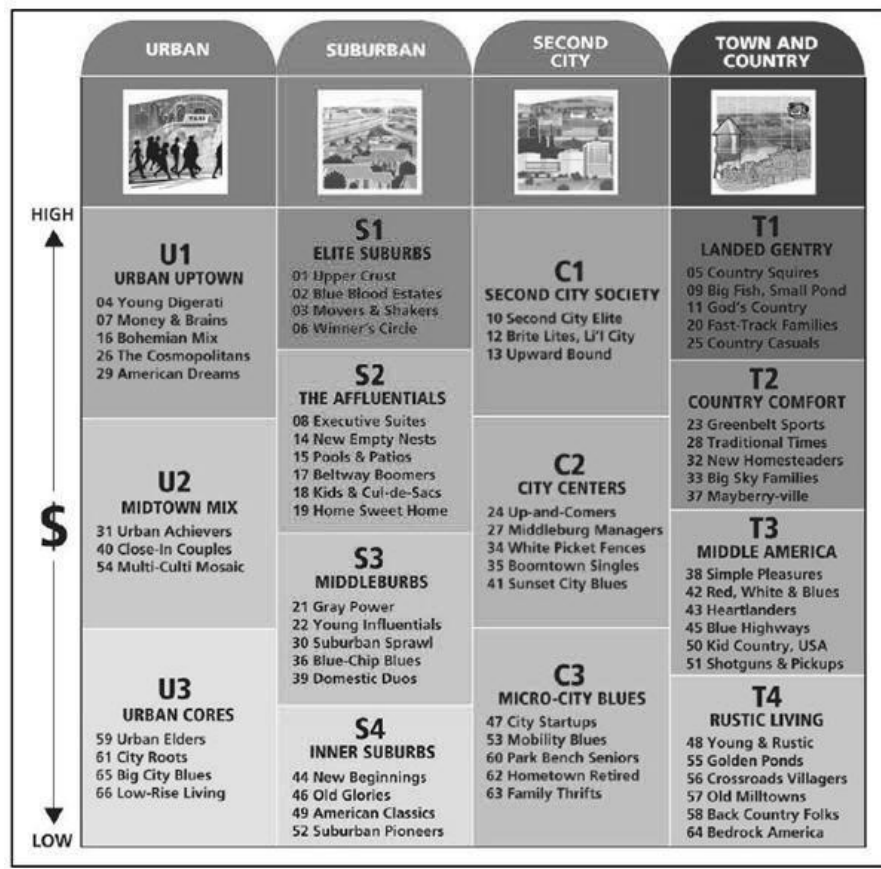 URBAN
SUBURBAN
SECOND
CITY
TOWN AND
COUNTRY
TAXI
HIGH
$
LOW
U1
URBAN UPTOWN
04 Young Digerati
07 Money & Brains
16 Bohemian Mix
26 The Cosmopolitans
29 American Dreams
U2
MIDTOWN MIX
31 Urban Achievers
40 Close-In Couples
54 Multi-Culti Mosaic
U3
URBAN CORES
59 Urban Elders
61 City Roots
65 Big City Blues
66 Low-Rise Living
S1
ELITE SUBURBS
01 Upper Crust
02 Blue Blood Estates
03 Movers & Shakers
06 Winner's Circle
S2
THE AFFLUENTIALS
08 Executive Suites
14 New Empty Nests
15 Pools & Patios
17 Beltway Boomers
18 Kids & Cul-de-Sacs
19 Home Sweet Home
S3
MIDDLEBURBS
21 Gray Power
22 Young Influentials
30 Suburban Sprawl
36 Blue-Chip Blues
39 Domestic Duos
S4
INNER SUBURBS
44 New Beginnings
46 Old Glories
49 American Classics
52 Suburban Pioneers
C1
SECOND CITY SOCIETY
10 Second City Elite
12 Brite Lites, Li'l City
13 Upward Bound
C2
CITY CENTERS
24 Up-and-Comers
27 Middleburg Managers
34 White Picket Fences
35 Boomtown Singles
41 Sunset City Blues
C3
MICRO-CITY BLUES
47 City Startups
53 Mobility Blues
60 Park Bench Seniors
62 Hometown Retired
63 Family Thrifts
T1
LANDED GENTRY
05 Country Squires
09 Big Fish, Small Pond
11 God's Country
20 Fast-Track Families
25 Country Casuals
T2
COUNTRY COMFORT
23 Greenbelt Sports
28 Traditional Times
32 New Homesteaders
33 Big Sky Families
37 Mayberry-ville
T3
MIDDLE AMERICA
38 Simple Pleasures
42 Red, White & Blues
43 Heartlanders
45 Blue Highways
50 Kid Country, USA
51 Shotguns & Pickups
T4
RUSTIC LIVING
48 Young & Rustic
55 Golden Ponds
56 Crossroads Villagers
57 Old Milltowns
58 Back Country Folks
64 Bedrock America